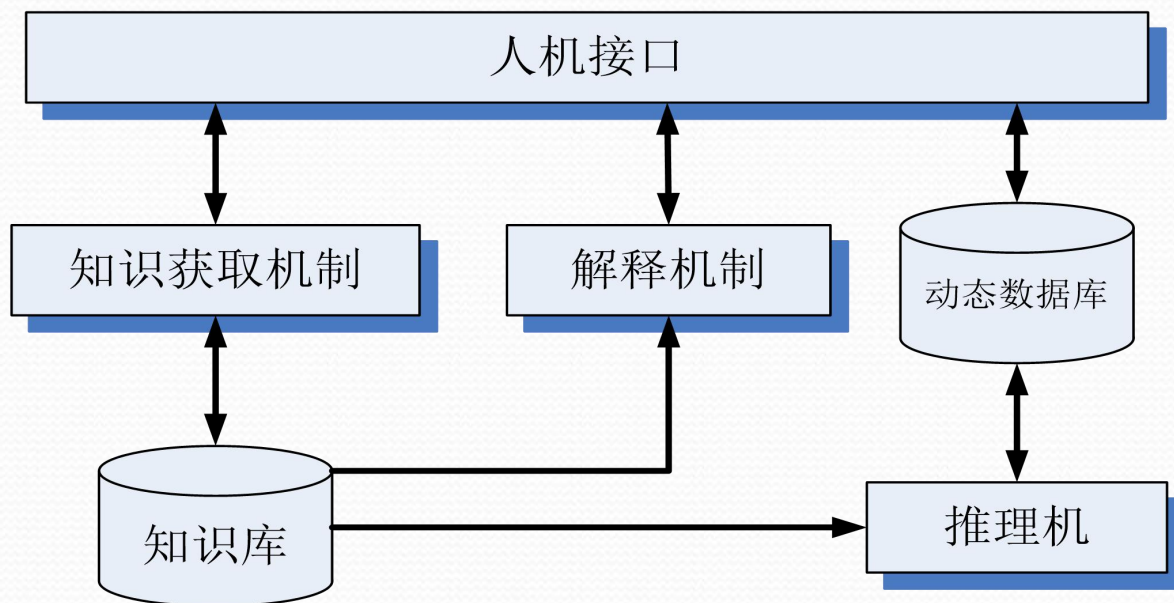 人机接口
知识获取机制
解释机制
动态数据库
知识库
推理机